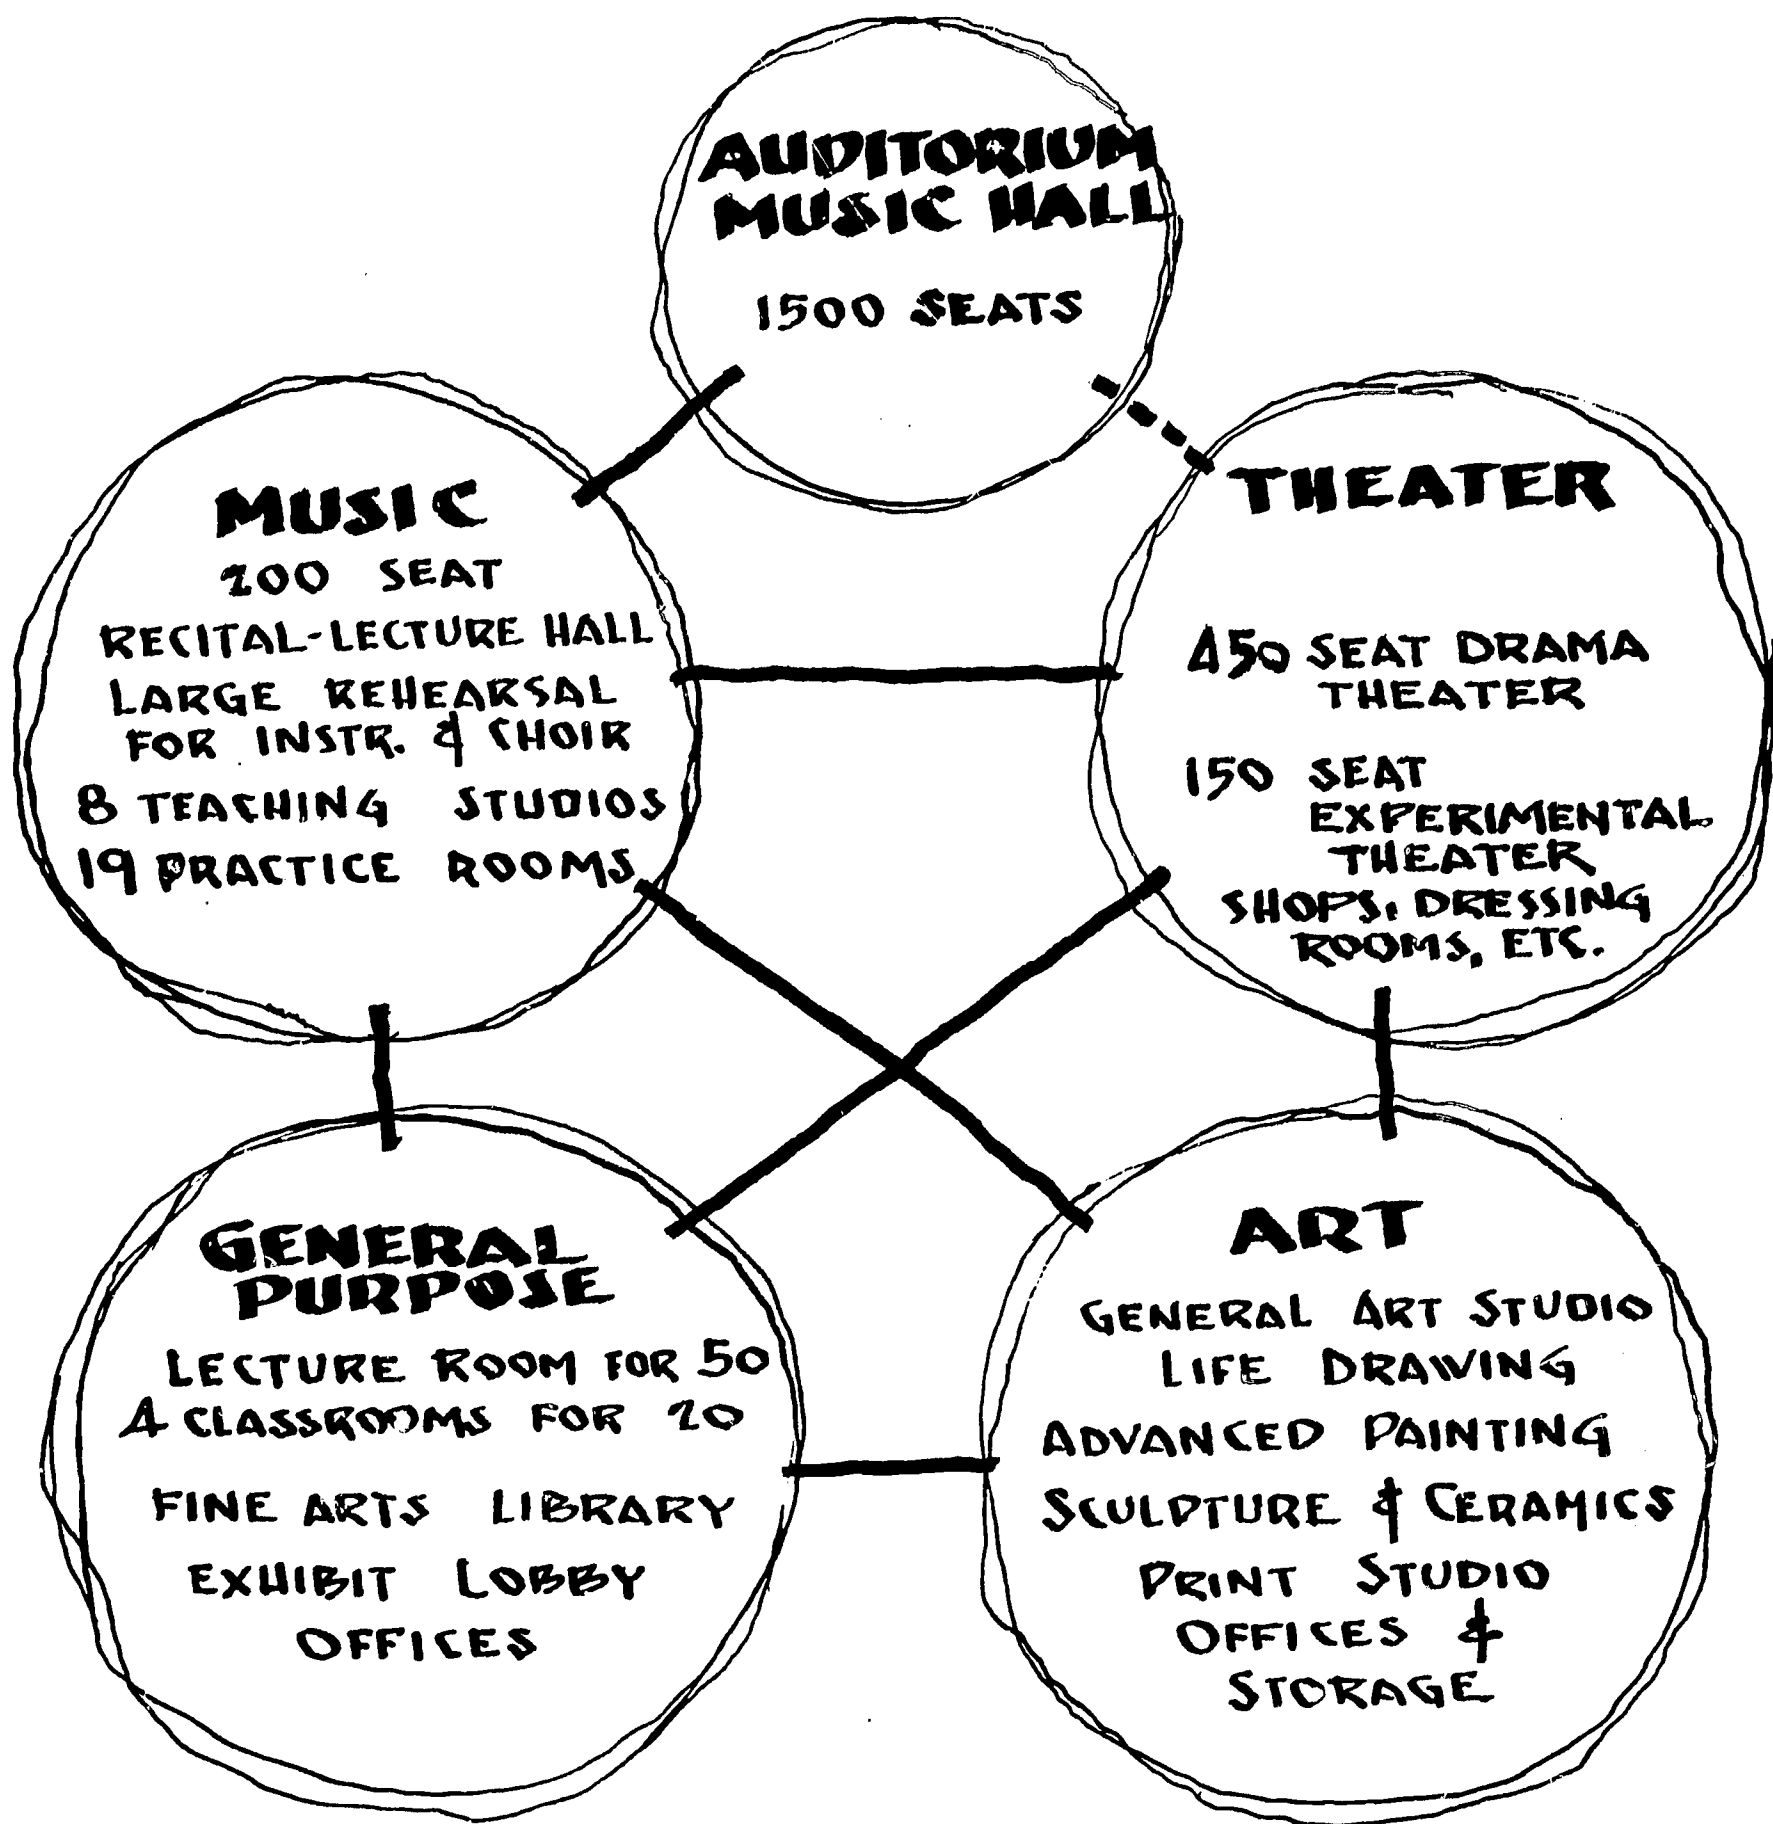 AUDITORIUM
MUSIC HALL
1500 SEATS
MUSIC
200 SEAT
RECITAL-LECTURE HALL
LARGE REHEARSAL
FOR INSTR. & CHOIR
8 TEACHING STUDIOS
19 PRACTICE ROOMS
THEATER
450 SEAT DRAMA
THEATER
150 SEAT
EXPERIMENTAL
THEATER
SHOPS, DRESSING
ROOMS, ETC.
GENERAL
PURPOSE
LECTURE ROOM FOR 50
4 CLASSROOMS FOR 20
FINE ARTS LIBRARY
EXHIBIT LOBBY
OFFICES
ART
GENERAL ART STUDIO
LIFE DRAWING
ADVANCED PAINTING
SCULPTURE & CERAMICS
PRINT STUDIO
OFFICES &
STORAGE